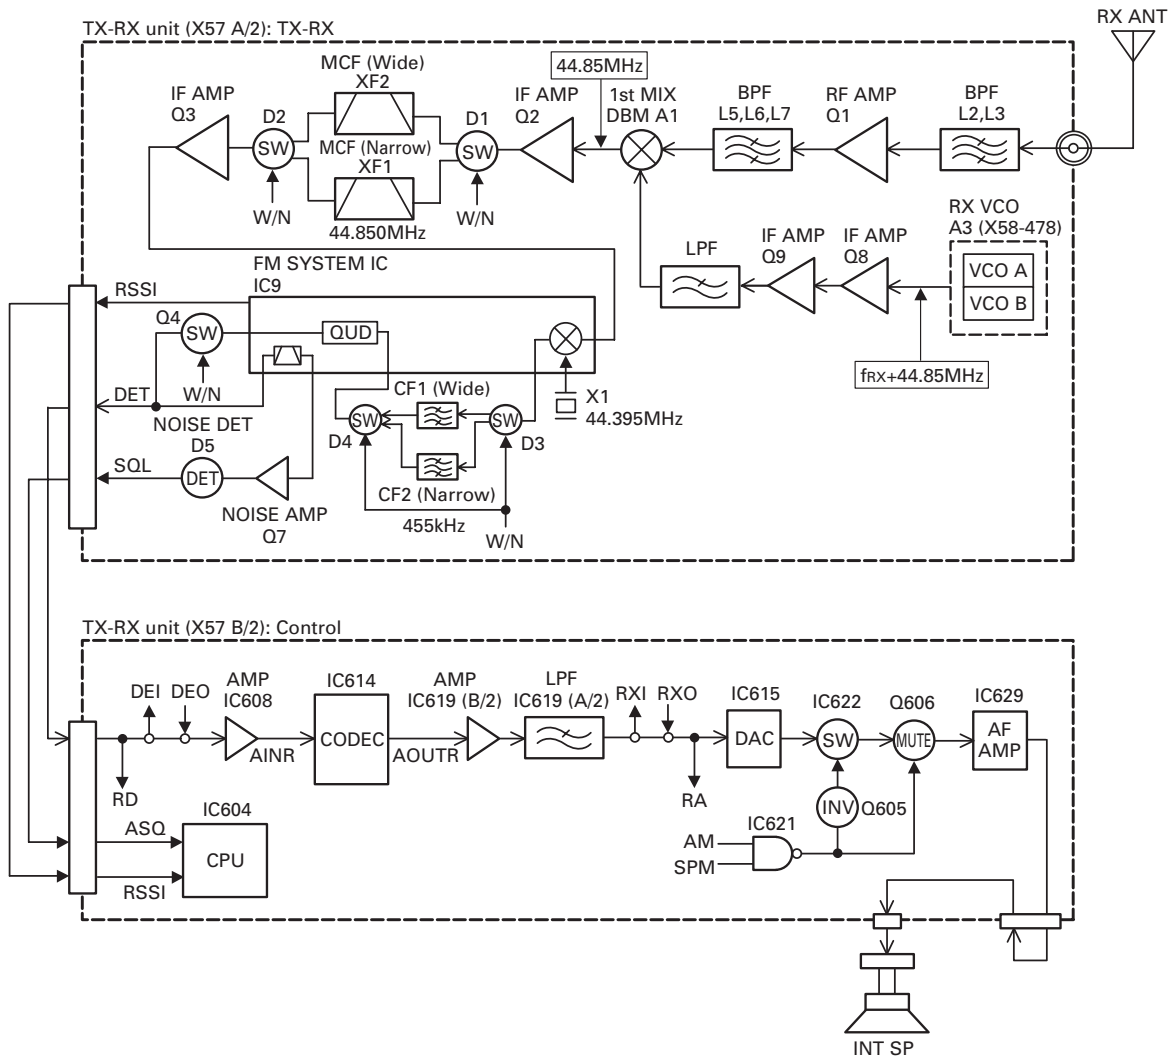 TX-RX unit (X57 A/2): TX-RX
RX ANT
IF AMP
Q3
D2
SW
W/N
MCF (Wide)
XF2
MCF (Narrow)
XF1
44.850MHz
D1
SW
W/N
IF AMP
Q2
44.85MHz
1st MIX
DBM A1
BPF
L5,L6,L7
RF AMP
Q1
BPF
L2,L3
LPF
IF AMP
Q9
IF AMP
Q8
RX VCO
A3 (X58-478)
VCO A
VCO B
fRX+44.85MHz
FM SYSTEM IC
IC9
RSSI
Q4
SW
W/N
QUD
DET
NOISE DET
D5
DET
SQL
NOISE AMP
Q7
CF1 (Wide)
SW
D4
SW
D3
CF2 (Narrow)
455kHz
W/N
X1
44.395MHz
TX-RX unit (X57 B/2): Control
DEI
DEO
RD
AMP
IC608
AINR
IC614
CODEC
AOUTR
AMP
IC619 (B/2)
LPF
IC619 (A/2)
RXI
RXO
RA
IC615
DAC
IC622
SW
Q606
MUTE
IC629
AF
AMP
INV
Q605
IC621
AM
SPM
ASQ
RSSI
IC604
CPU
INT SP